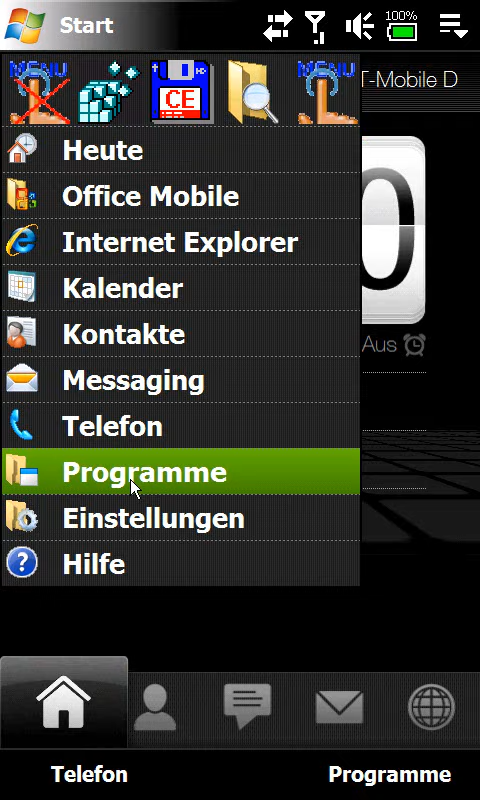 Start
100%
MENU
CE
MENU
T-Mobile D
Heute
Office Mobile
Internet Explorer
Kalender
0
Kontakte
Aus
Messaging
Telefon
Programme
Einstellungen
Hilfe
Telefon
Programme